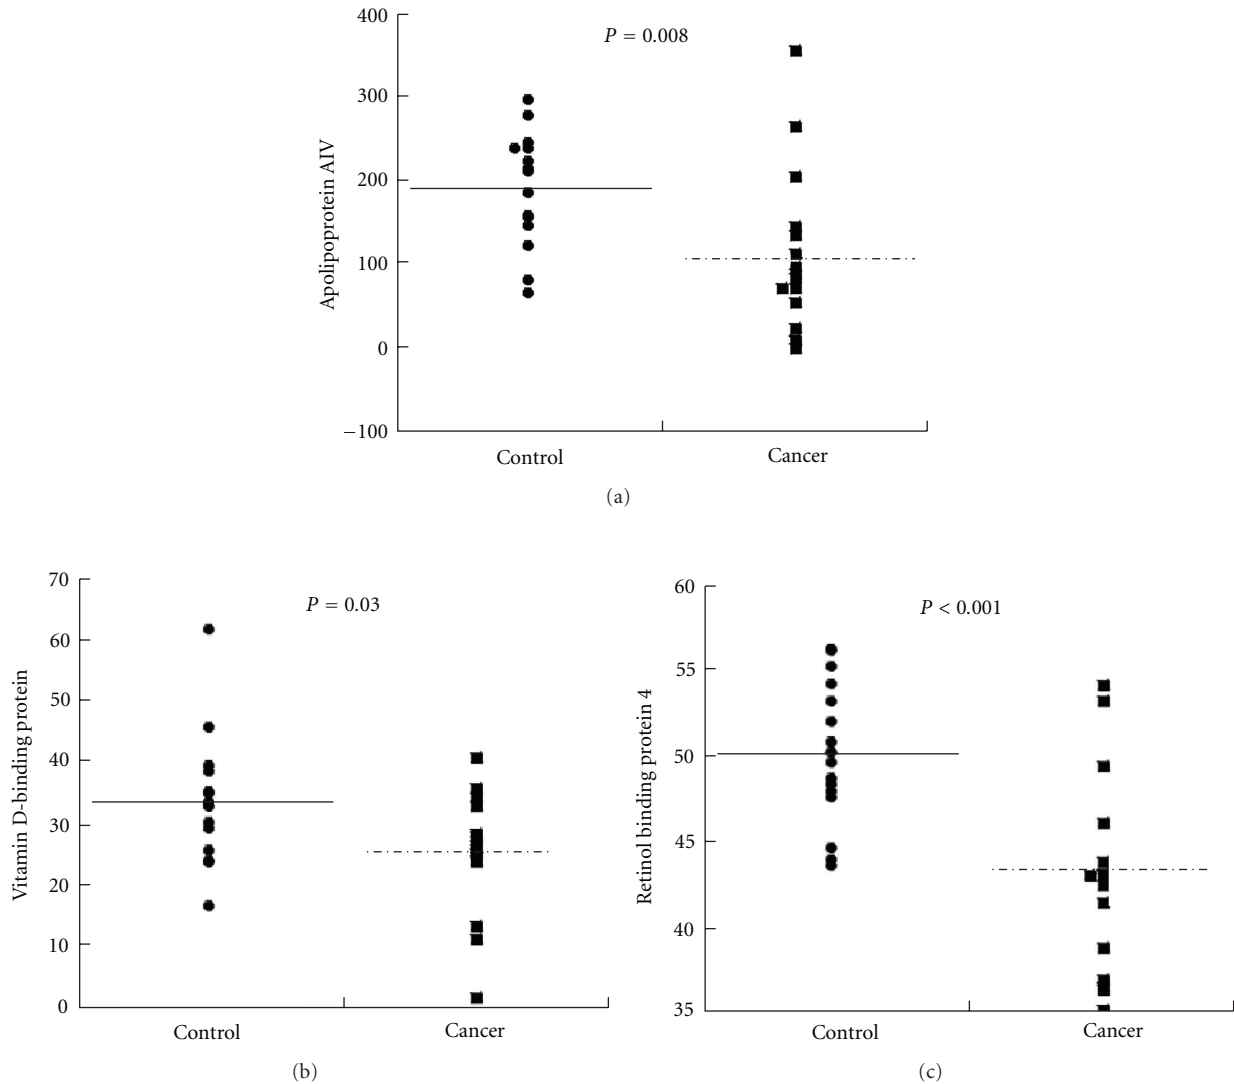 400
300
200
100
0
−100
Apolipoprotein AIV
P = 0.008
Control
Cancer
(a)
70
60
50
40
30
20
10
0
Vitamin D-binding protein
P = 0.03
Control
Cancer
(b)
60
55
50
45
40
35
Retinol binding protein 4
P < 0.001
Control
Cancer
(c)